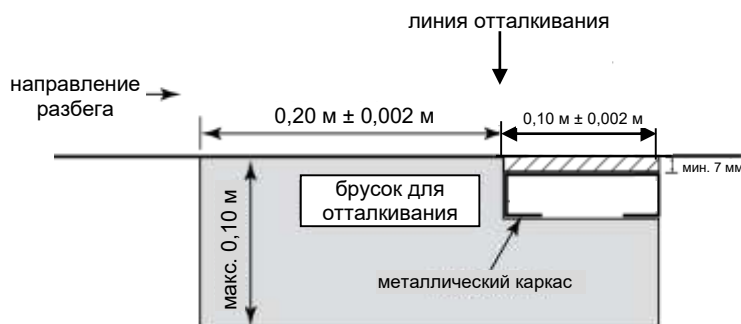 линия отталкивания
направление
разбега
0,20 м ± 0,002 м
0,10 м ± 0,002 м
мин. 7 мм
брусок для
отталкивания
макс. 0,10 м
металлический каркас